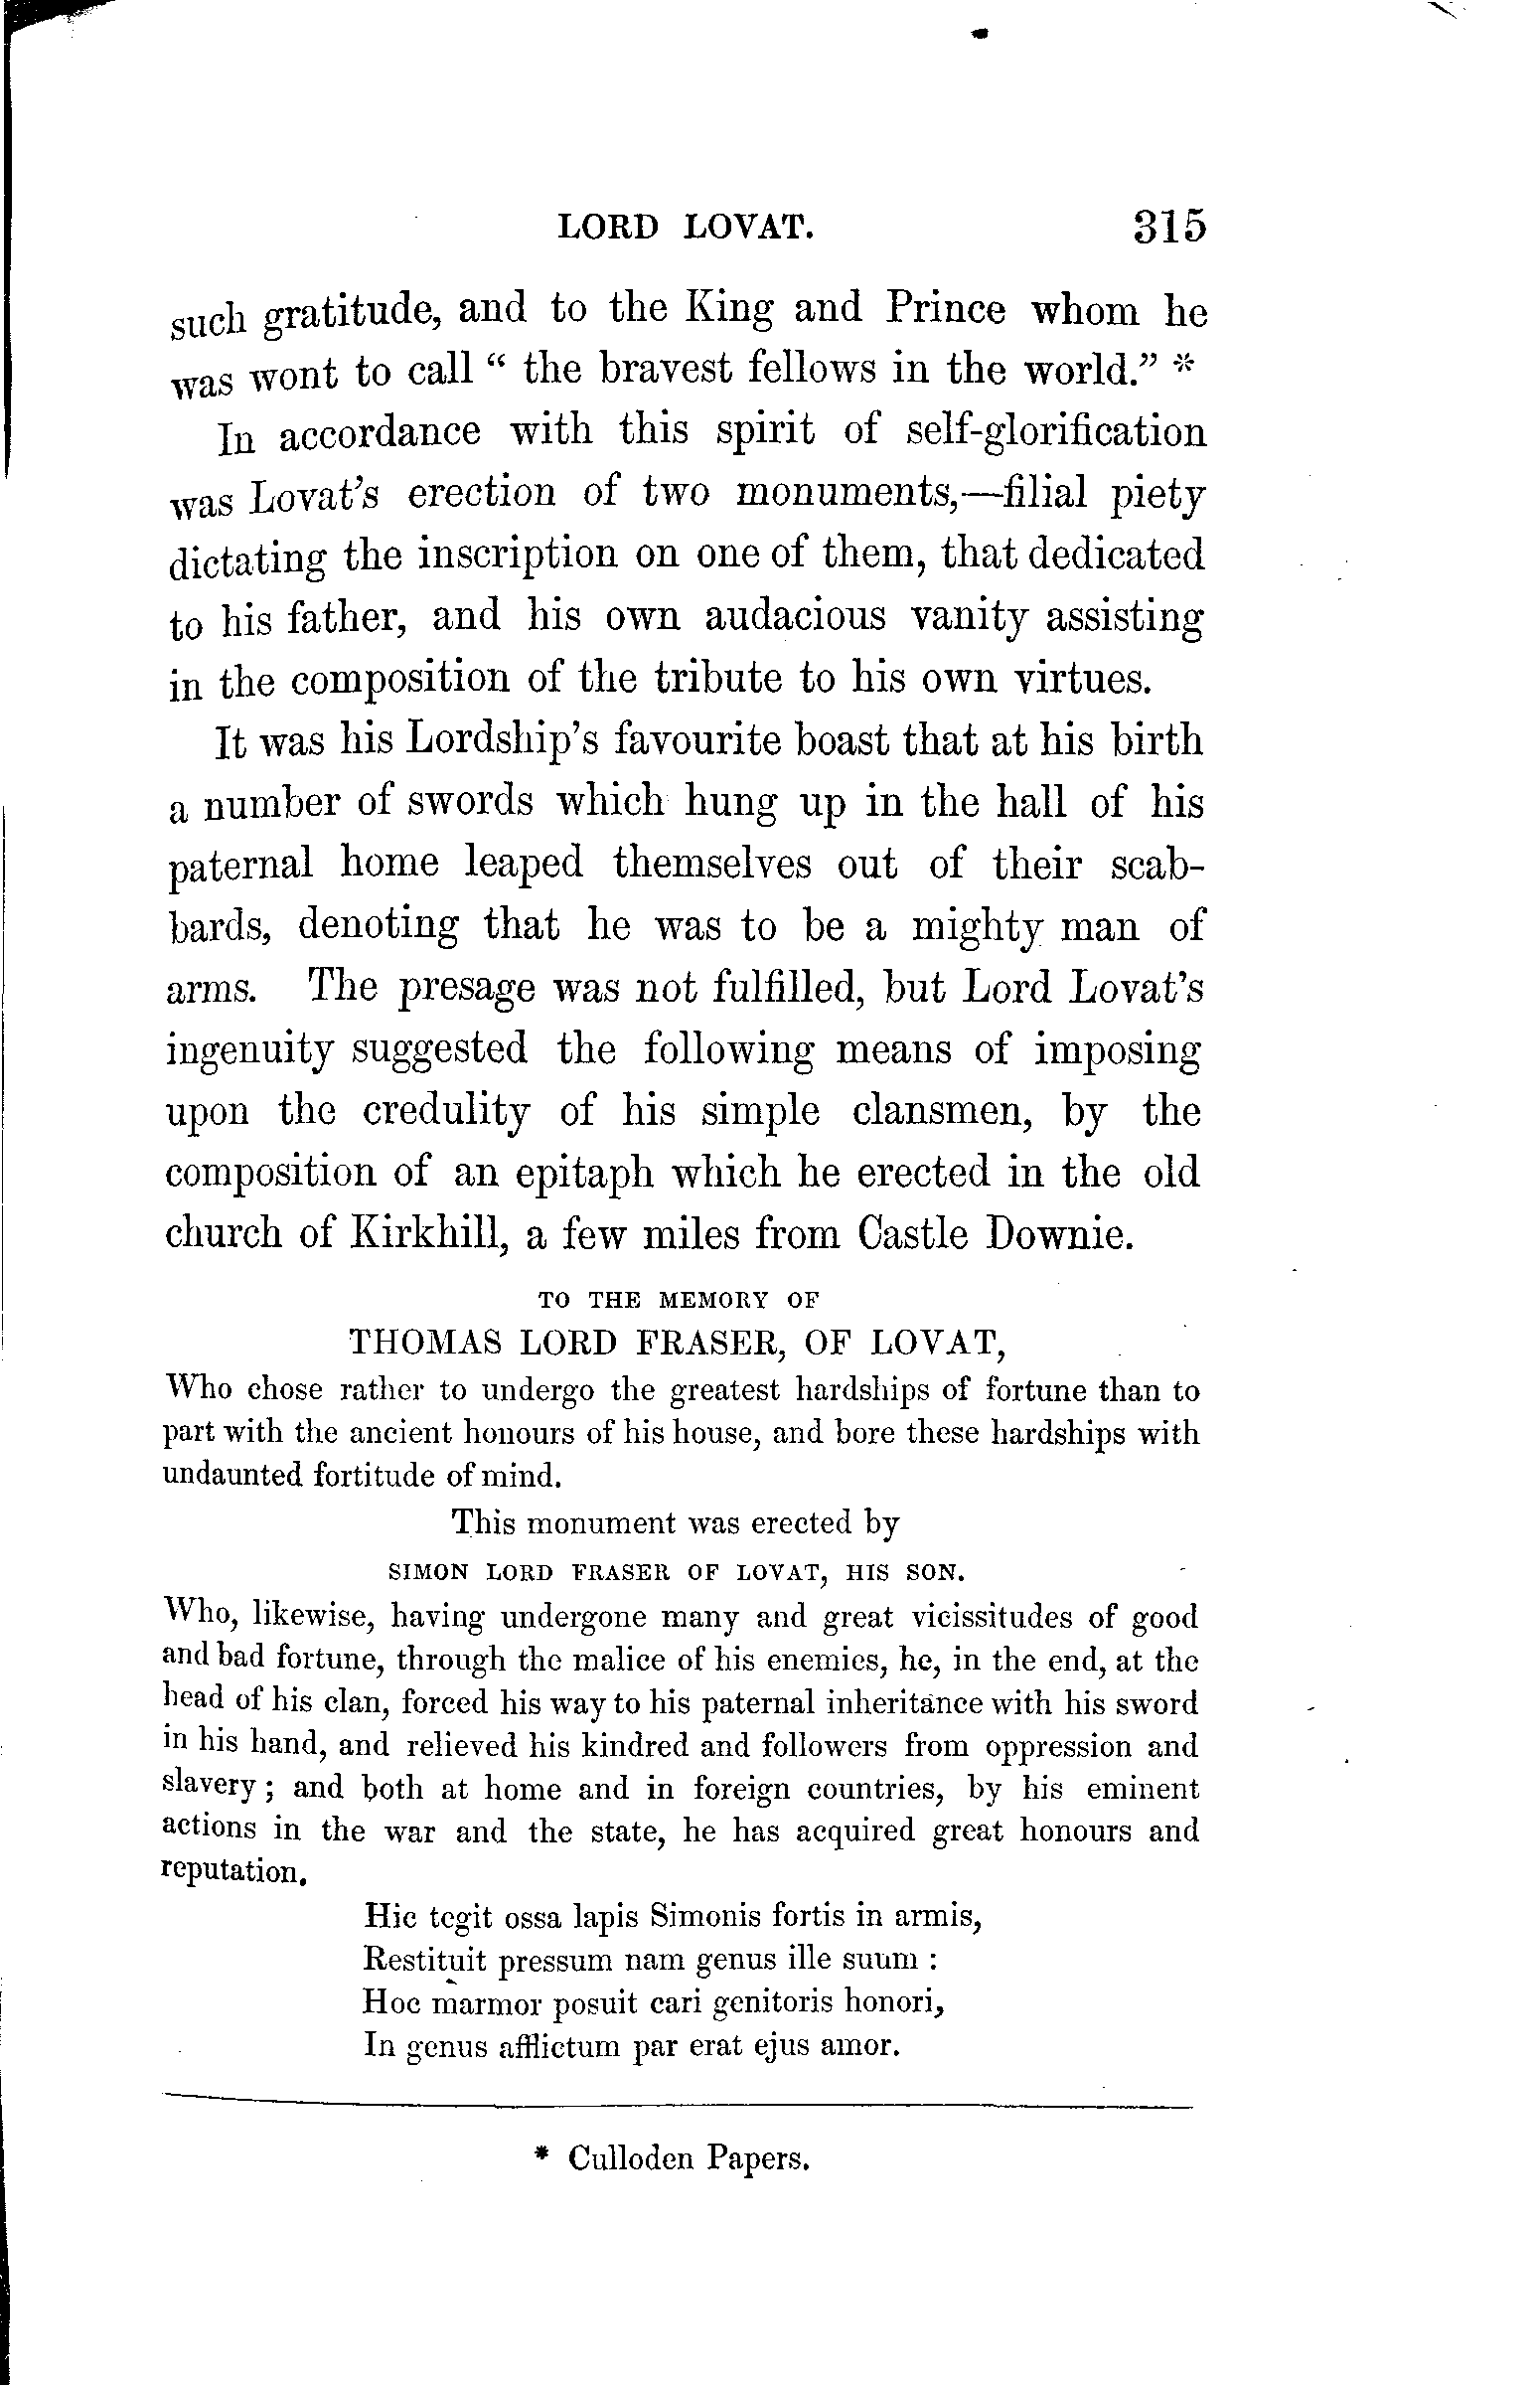 LORD LOVAT. 315
such gratitude, and to the King and Prince whom he
was wont to call “ the bravest fellows in the world.” *
In accordance with this spirit of self-glorification
was Lovat’s erection of two monuments,—filial piety
dictating the inscription on one of them, that dedicated
to his father, and his own audacious vanity assisting
in the composition of the tribute to his own virtues.
It was his Lordship’s favourite boast that at his birth
a number of swords which hung up in the hall of his
paternal home leaped themselves out of their scab-
bards, denoting that he was to be a mighty man of
arms. The presage was not fulfilled, but Lord Lovat’s
ingenuity suggested the following means of imposing
upon the credulity of his simple clansmen, by the
composition of an epitaph which he erected in the old
church of Kirkhill, a few miles from Castle Downie.
TO THE MEMORY OF
THOMAS LORD FRASER, OF LOVAT,
Who chose rather to undergo the greatest hardships of fortune than to
part with the ancient honours of his house, and bore these hardships with
undaunted fortitude of mind.
This monument was erected by
SIMON LORD FRASER OF LOVAT, HIS SON.
Who, likewise, having undergone many and great vicissitudes of good
and bad fortune, through the malice of his enemies, he, in the end, at the
head of his clan, forced his way to his paternal inheritance with his sword
in his hand, and relieved his kindred and followers from oppression and
slavery ; and both at home and in foreign countries, by his eminent
actions in the war and the state, he has acquired great honours and
reputation.
Hic tegit ossa lapis Simonis fortis in armis,
Restituit pressum nam genus ille suum :
Hoc marmor posuit cari genitoris honori,
In genus afflictum par erat ejus amor.
* Culloden Papers.